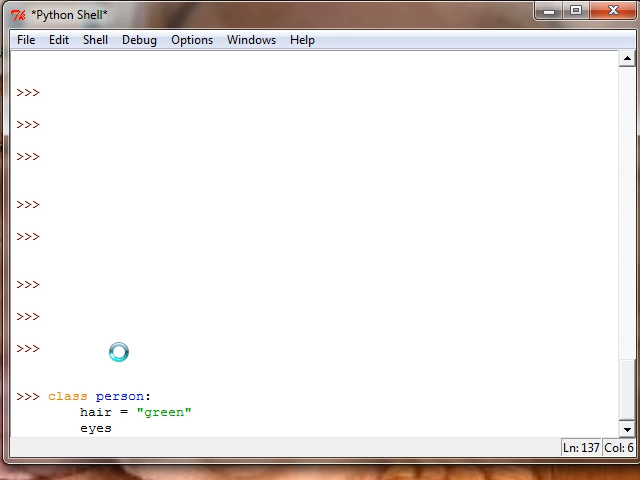 *Python Shell*
File Edit Shell Debug Options Windows Help
>>>
>>>
>>>
>>>
>>>
>>>
>>>
>>>
>>> class person:
hair = "green"
eyes
Ln: 137 Col: 6